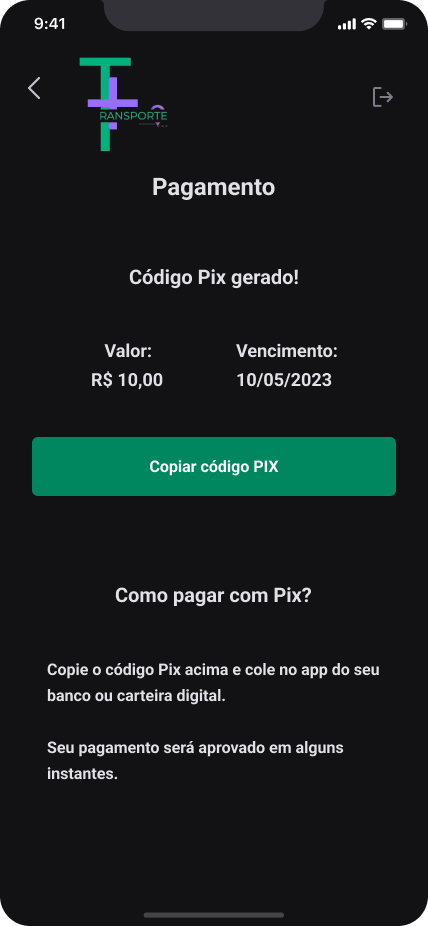 9:41
RANSPORTE
Pagamento
Código Pix gerado!
Valor:
R$ 10,00
Vencimento:
10/05/2023
Copiar código PIX
Como pagar com Pix?
Copie o código Pix acima e cole no app do seu
banco ou carteira digital.
Seu pagamento será aprovado em alguns
instantes.